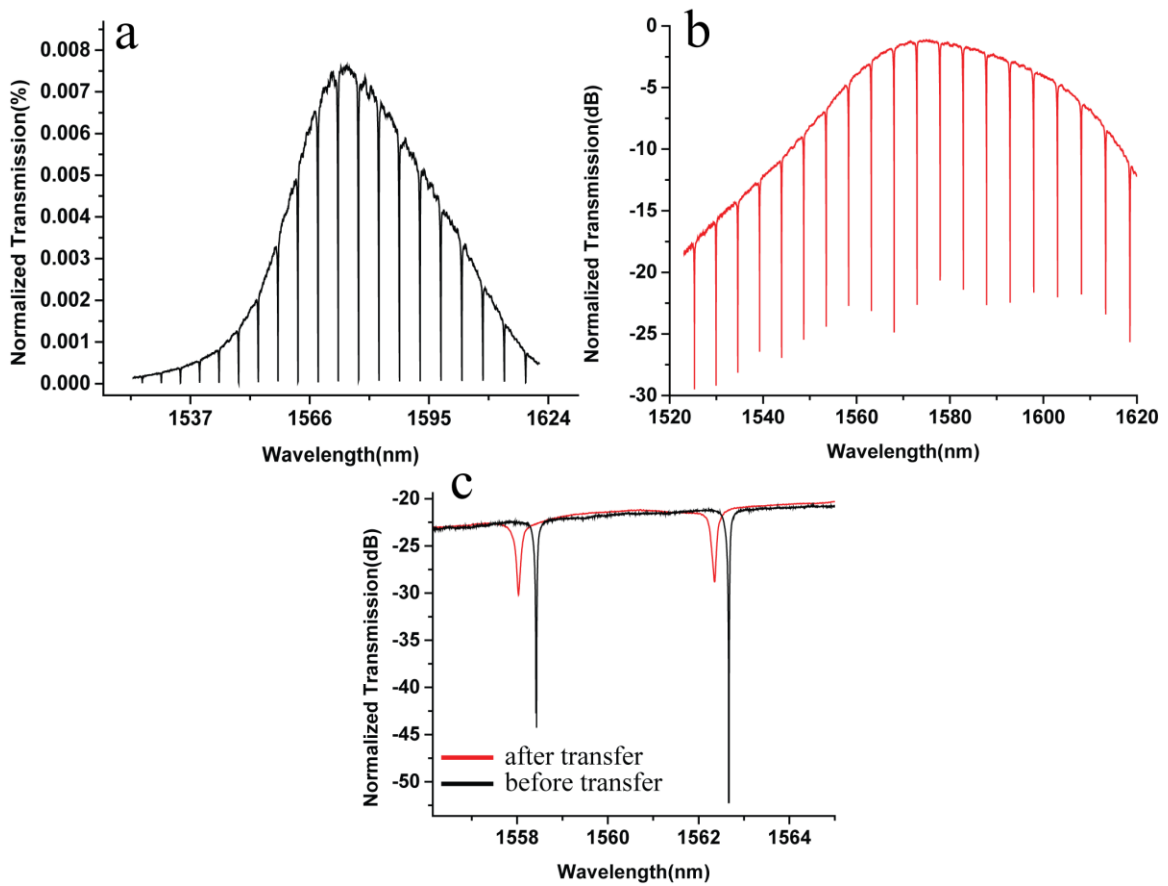 a
Normalized Transmission(%)
0.008
0.007
0.006
0.005
0.004
0.003
0.002
0.001
0.000
1537 1566 1595 1624
Wavelength(nm)
b
Normalized Transmission(dB)
0
-5
-10
-15
-20
-25
-30
1520 1540 1560 1580 1600 1620
Wavelength(nm)
c
Normalized Transmission(dB)
-20
-25
-30
-35
-40
-45
-50
after transfer
before transfer
1558 1560 1562 1564
Wavelength(nm)